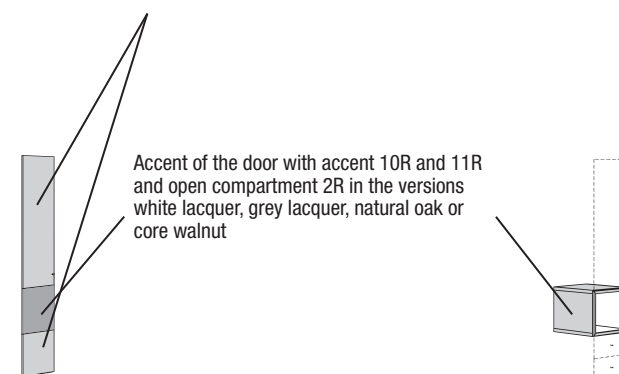 Accent of the door with accent 10R and 11R
and open compartment 2R in the versions
white lacquer, grey lacquer, natural oak or
core walnut